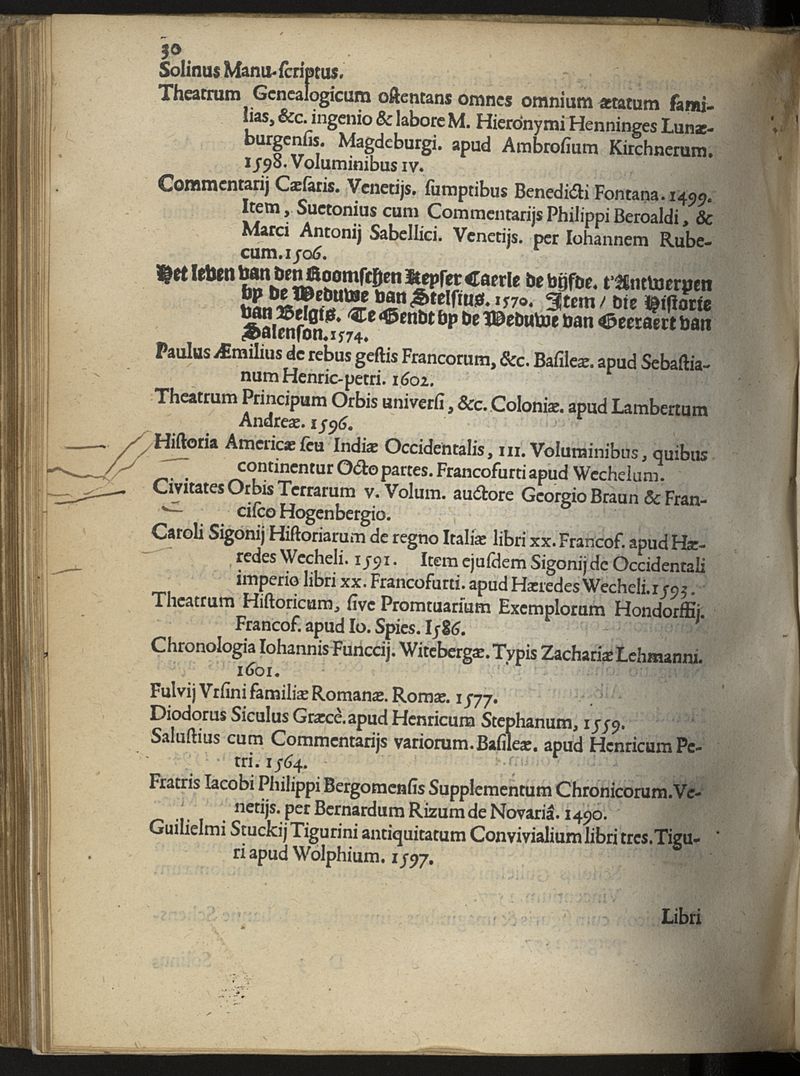 30
Solinus Manu-ſcriptus.
Theatrum Genealogicum oſtentans omnes omnium ætatum fami-
lias, &c. ingenio & labore M. Hierónymi Henninges Lunæ-
burgenſis. Magdeburgi. apud Ambroſium Kirchnerum.
1598. Voluminibus IV.
Commentarij Cæſaris. Venetijs. ſumptibus Benedicti Fontana. 1499.
Item, Suetonius cum Commentarijs Philippi Beroaldi, &
Marci Antonij Sabellici. Venetijs. per Iohannem Rube-
cum. 1506.
Het leben van den Roomſchen Keyſer Caerle de vijfde. t'Antwerpen
op de Weduwe van Stelſius. 1570. Item / die Hiſtorie
van Belgis. Te Gendt op de Weduwe van Geeraert van
Salenſon. 1574.
Paulus Æmilius de rebus geſtis Francorum, &c. Baſileæ. apud Sebaſtia-
num Henric-petri. 1602.
Theatrum Principum Orbis univerſi, &c. Coloniæ. apud Lambertum
Andreæ. 1596.
Hiſtoria Americæ ſeu Indiæ Occidentalis, III. Voluminibus, quibus
continentur Octo partes. Francofurti apud Wechelum.
Civitates Orbis Terrarum V. Volum. auctore Georgio Braun & Fran-
ciſco Hogenbergio.
Caroli Sigonij Hiſtoriarum de regno Italiæ libri XX. Francof. apud Hæ-
redes Wecheli. 1591. Item ejuſdem Sigonij de Occidentali
imperio libri XX. Francofurti. apud Hæredes Wecheli. 1593.
Theatrum Hiſtoricum, ſive Promtuarium Exemplorum Hondorffij.
Francof. apud Io. Spies. 1586.
Chronologia Iohannis Funccij. Witebergæ. Typis Zachariæ Lehmanni.
1601.
Fulvij Vrſini familiæ Romanæ. Romæ. 1577.
Diodorus Siculus Græcè. apud Henricum Stephanum, 1559.
Saluſtius cum Commentarijs variorum. Baſileæ. apud Henricum Pe-
tri. 1564.
Fratris Iacobi Philippi Bergomenſis Supplementum Chronicorum. Ve-
netijs. per Bernardum Rizum de Novariâ. 1490.
Guilielmi Stuckij Tigurini antiquitatum Convivialium libri tres. Tigu-
ri apud Wolphium. 1597.
Libri